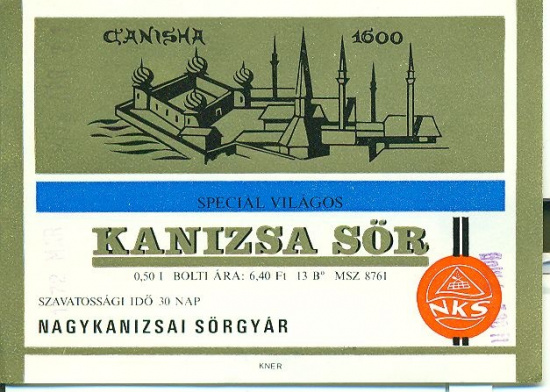 CANISHA 1600
SPECIÁL VILÁGOS
KANIZSA SÖR
0,50 l BOLTI ÁRA: 6,40 Ft 13 B° MSZ 8761
SZAVATOSSÁGI IDŐ 30 NAP
NAGYKANIZSAI SÖRGYÁR
NKS
KNER